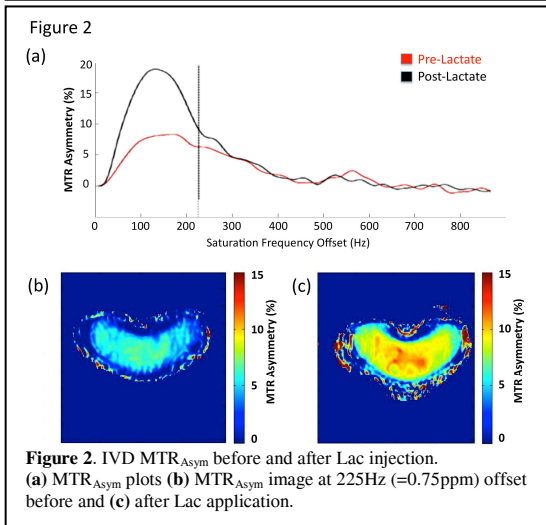 Figure 2
(a)
Pre-Lactate
Post-Lactate
MTR Asymmetry (%)
20
15
10
5
0
0 100 200 300 400 500 600 700 800
Saturation Frequency Offset (Hz)
(b)
15
10
5
0
MTR Asymmetry (%)
(c)
15
10
5
0
MTR Asymmetry (%)
Figure 2. IVD MTRAsym before and after Lac injection.
(a) MTRAsym plots (b) MTRAsym image at 225Hz (=0.75ppm) offset
before and (c) after Lac application.